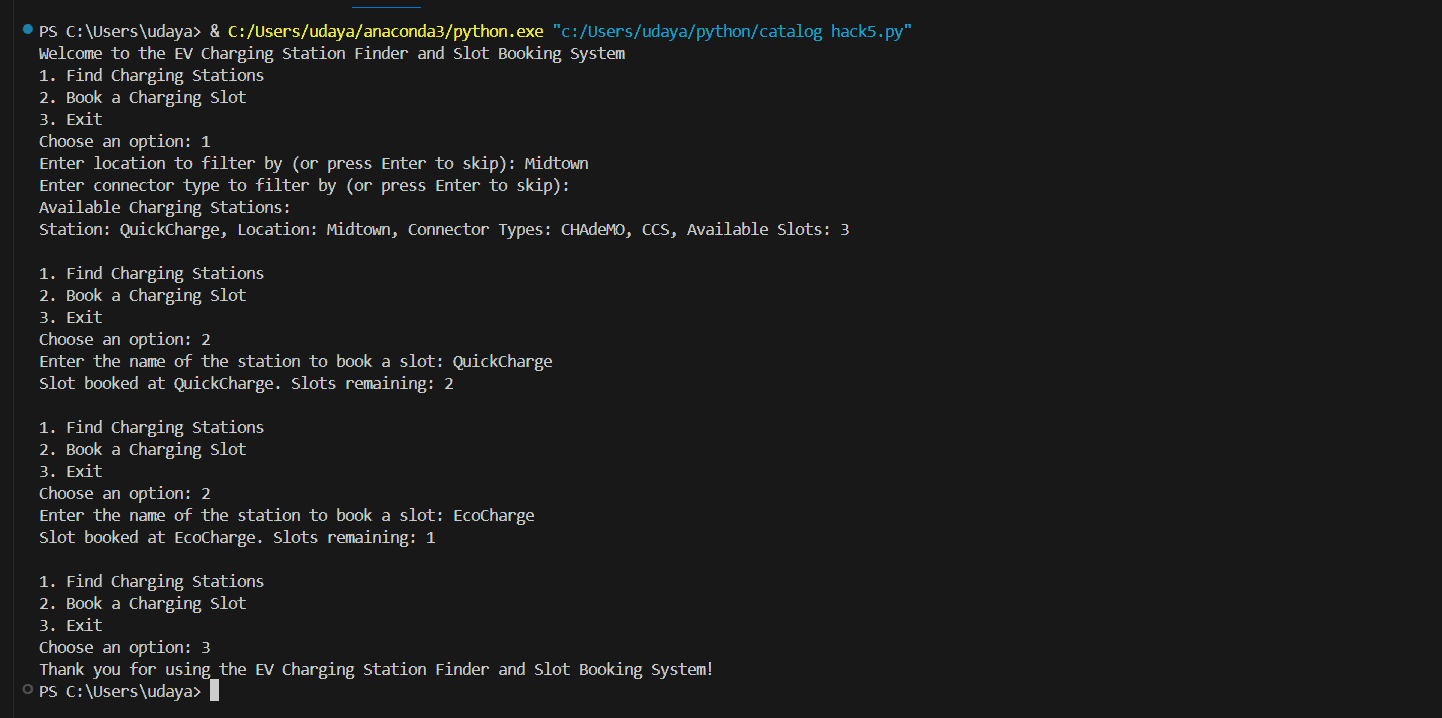 PS C:\Users\udaya> & C:/Users/udaya/anaconda3/python.exe "c:/Users/udaya/python/catalog hack5.py"
Welcome to the EV Charging Station Finder and Slot Booking System
1. Find Charging Stations
2. Book a Charging Slot
3. Exit
Choose an option: 1
Enter location to filter by (or press Enter to skip): Midtown
Enter connector type to filter by (or press Enter to skip):
Available Charging Stations:
Station: QuickCharge, Location: Midtown, Connector Types: CHAdeMO, CCS, Available Slots: 3

1. Find Charging Stations
2. Book a Charging Slot
3. Exit
Choose an option: 2
Enter the name of the station to book a slot: QuickCharge
Slot booked at QuickCharge. Slots remaining: 2

1. Find Charging Stations
2. Book a Charging Slot
3. Exit
Choose an option: 2
Enter the name of the station to book a slot: EcoCharge
Slot booked at EcoCharge. Slots remaining: 1

1. Find Charging Stations
2. Book a Charging Slot
3. Exit
Choose an option: 3
Thank you for using the EV Charging Station Finder and Slot Booking System!
PS C:\Users\udaya>